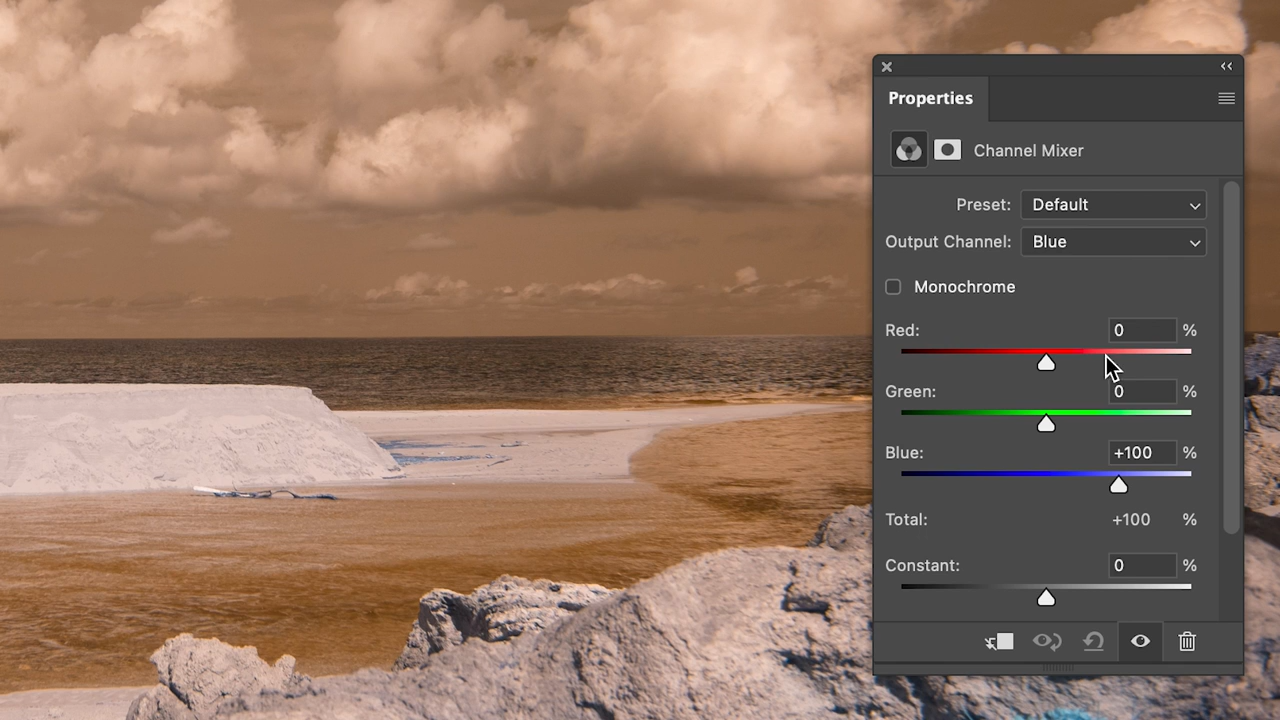 Properties
Channel Mixer
Preset: Default
Output Channel: Blue
Monochrome
Red: 0 %
Green: 0 %
Blue: +100 %
Total: +100 %
Constant: 0 %